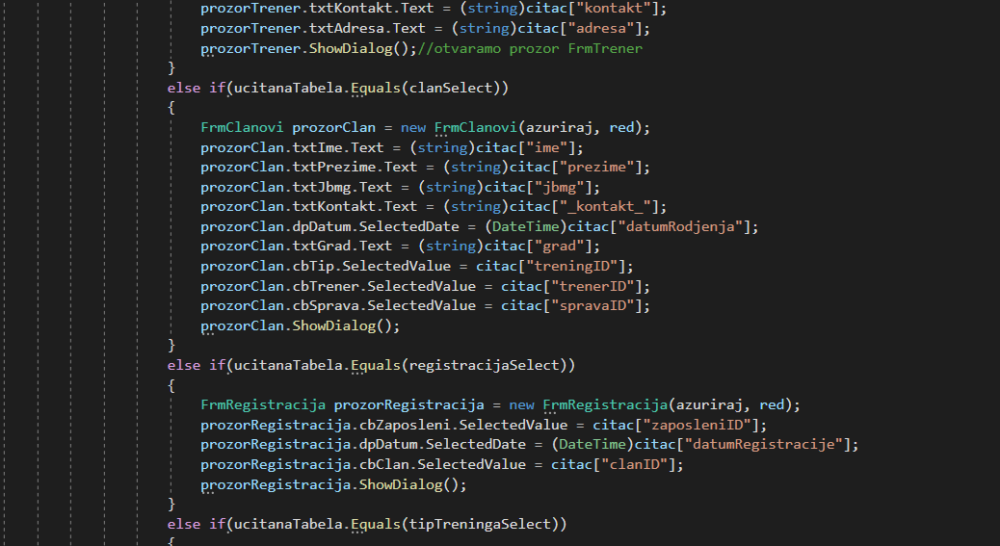 prozorTrener.txtKontakt.Text = (string)citac["kontakt"];
prozorTrener.txtAdresa.Text = (string)citac["adresa"];
prozorTrener.ShowDialog();//otvaramo prozor FrmTrener
}
else if(ucitanaTabela.Equals(clanSelect))
{
FrmClanovi prozorClan = new FrmClanovi(azuriraj, red);
prozorClan.txtIme.Text = (string)citac["ime"];
prozorClan.txtPrezime.Text = (string)citac["prezime"];
prozorClan.txtJbmg.Text = (string)citac["jbmg"];
prozorClan.txtKontakt.Text = (string)citac["_kontakt_"];
prozorClan.dpDatum.SelectedDate = (DateTime)citac["datumRodjenja"];
prozorClan.txtGrad.Text = (string)citac["grad"];
prozorClan.cbTip.SelectedValue = citac["treningID"];
prozorClan.cbTrener.SelectedValue = citac["trenerID"];
prozorClan.cbSprava.SelectedValue = citac["spravaID"];
prozorClan.ShowDialog();
}
else if(ucitanaTabela.Equals(registracijaSelect))
{
FrmRegistracija prozorRegistracija = new FrmRegistracija(azuriraj, red);
prozorRegistracija.cbZaposleni.SelectedValue = citac["zaposleniID"];
prozorRegistracija.dpDatum.SelectedDate = (DateTime)citac["datumRegistracije"];
prozorRegistracija.cbClan.SelectedValue = citac["clanID"];
prozorRegistracija.ShowDialog();
}
else if(ucitanaTabela.Equals(tipTreningaSelect))
{